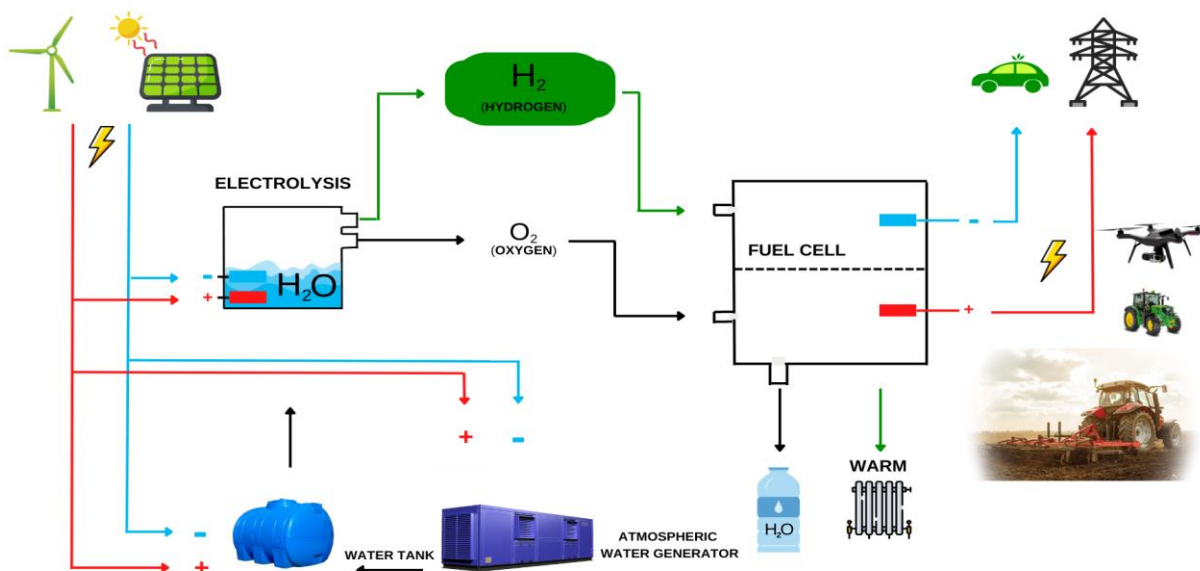 H₂
(HYDROGEN)
ELECTROLYSIS
O₂
(OXYGEN)
-
+
H₂O
FUEL CELL
-
+
+
-
WARM
H₂O
-
+
WATER TANK
ATMOSPHERIC
WATER GENERATOR